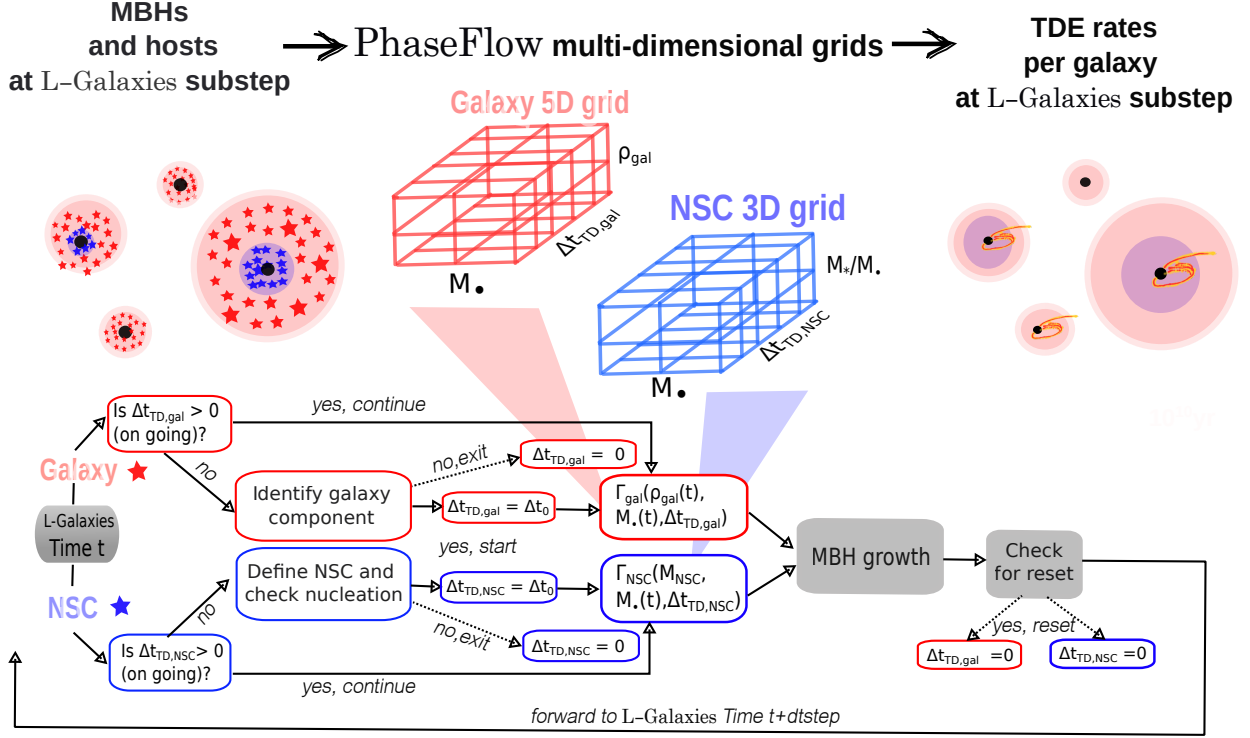 MBHs
and hosts
at L-Galaxies substep
PhaseFlow multi-dimensional grids
TDE rates
per galaxy
at L-Galaxies substep
Galaxy 5D grid
ρgal
ΔtTD,gal
M•
NSC 3D grid
M*/M•
ΔtTD,NSC
M•
Is ΔtTD,gal > 0
(on going)?
yes, continue
Galaxy
no
Identify galaxy
component
no,exit
ΔtTD,gal = 0
ΔtTD,gal = Δt0
yes, start
Γgal(ρgal(t),
M•(t),ΔtTD,gal)
L-Galaxies
Time t
NSC
no
Define NSC and
check nucleation
ΔtTD,NSC = Δt0
no,exit
ΔtTD,NSC = 0
ΓNSC(MNSC,
M•(t),ΔtTD,NSC)
Is ΔtTD,NSC> 0
(on going)?
yes, continue
MBH growth
Check
for reset
yes, reset
ΔtTD,gal =0
ΔtTD,NSC =0
forward to L-Galaxies Time t+dtstep